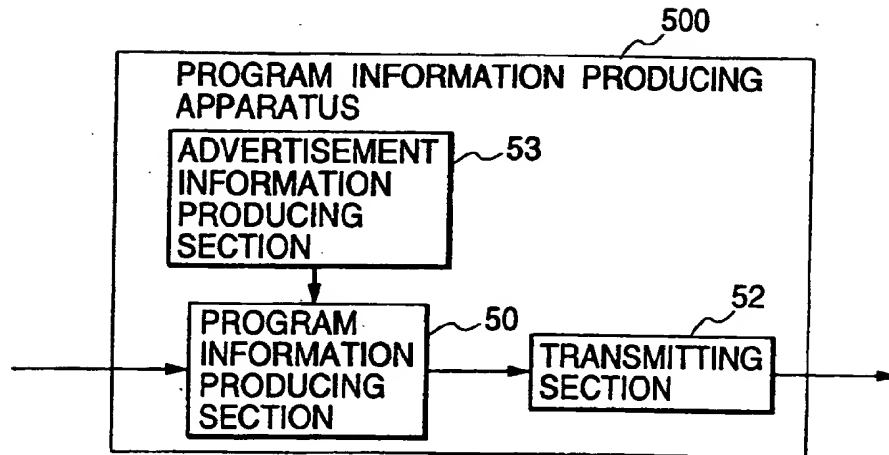 500
PROGRAM INFORMATION PRODUCING
APPARATUS
ADVERTISEMENT
INFORMATION
PRODUCING
SECTION
53
PROGRAM
INFORMATION
PRODUCING
SECTION
50
TRANSMITTING
SECTION
52